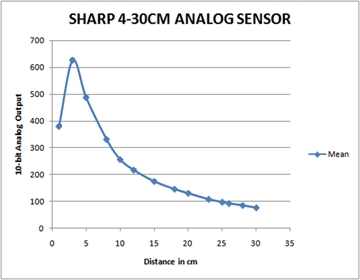 SHARP 4-30CM ANALOG SENSOR
700
600
500
400
300
200
100
0
0 5 10 15 20 25 30 35
10-bit Analog Output
Distance in cm
Mean